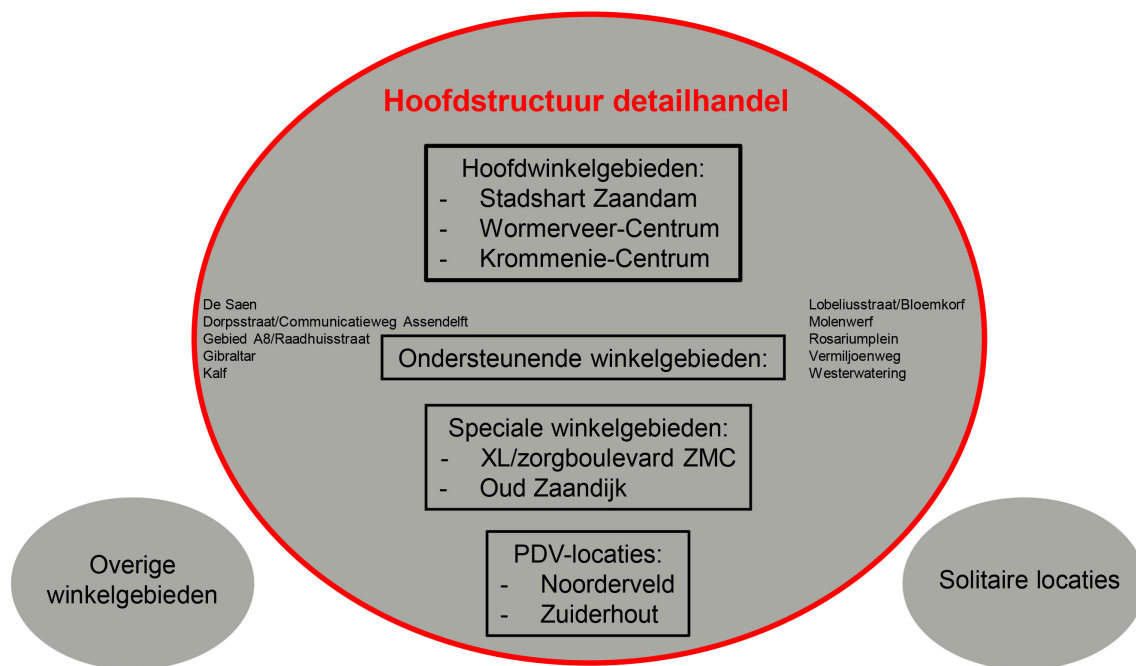 Hoofdstructuur detailhandel
Hoofdwinkelgebieden:
- Stadshart Zaandam
- Wormerveer-Centrum
- Krommenie-Centrum
De Saen
Dorpsstraat/Communicatieweg Assendelft
Gebied A8/Raadhuisstraat
Gibraltar
Kalf
Ondersteunende winkelgebieden:
Lobeliusstraat/Bloemkorf
Molenwerf
Rosariumplein
Vermiljoenweg
Westerwatering
Speciale winkelgebieden:
- XL/zorgboulevard ZMC
- Oud Zaandijk
PDV-locaties:
- Noorderveld
- Zuiderhout
Overige
winkelgebieden
Solitaire locaties